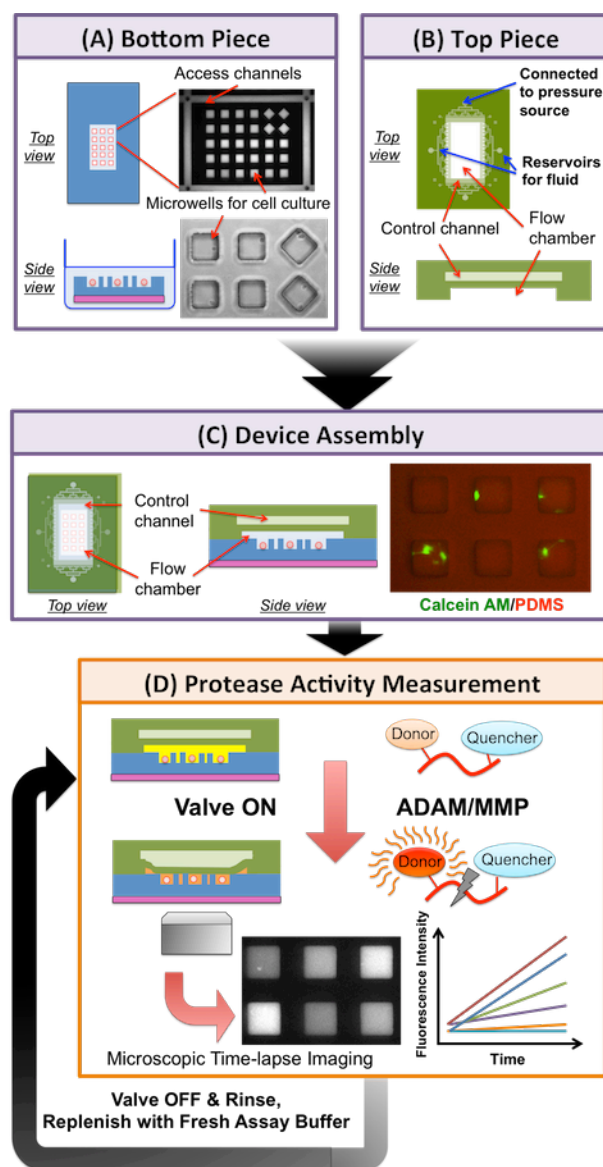 (A) Bottom Piece
Access channels
Top
view
Microwells for cell culture
Side
view
(B) Top Piece
Connected
to pressure
source
Top
view
Reservoirs
for fluid
Control channel
Flow
chamber
Side
view
(C) Device Assembly
Control
channel
Flow
chamber
Top view
Side view
Calcein AM/PDMS
(D) Protease Activity Measurement
Donor
Quencher
Valve ON
ADAM/MMP
Donor
Quencher
Fluorescence Intensity
Time
Microscopic Time-lapse Imaging
Valve OFF & Rinse,
Replenish with Fresh Assay Buffer